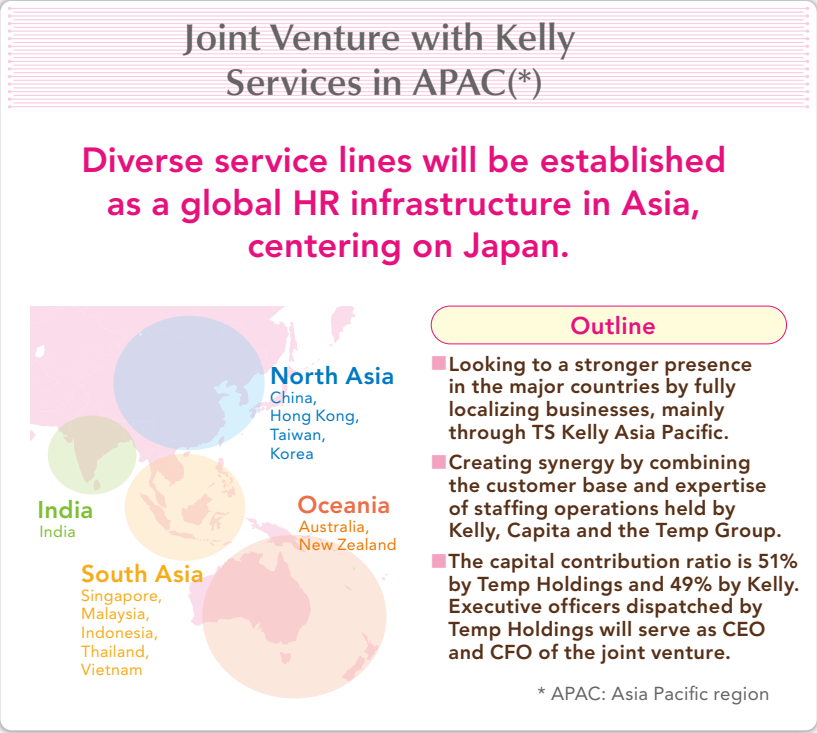 Joint Venture with Kelly
Services in APAC(*)
Diverse service lines will be established
as a global HR infrastructure in Asia,
centering on Japan.
North Asia
China,
Hong Kong,
Taiwan,
Korea
India
India
Oceania
Australia,
New Zealand
South Asia
Singapore,
Malaysia,
Indonesia,
Thailand,
Vietnam
Outline
Looking to a stronger presence
in the major countries by fully
localizing businesses, mainly
through TS Kelly Asia Pacific.
Creating synergy by combining
the customer base and expertise
of staffing operations held by
Kelly, Capita and the Temp Group.
The capital contribution ratio is 51%
by Temp Holdings and 49% by Kelly.
Executive officers dispatched by
Temp Holdings will serve as CEO
and CFO of the joint venture.
* APAC: Asia Pacific region